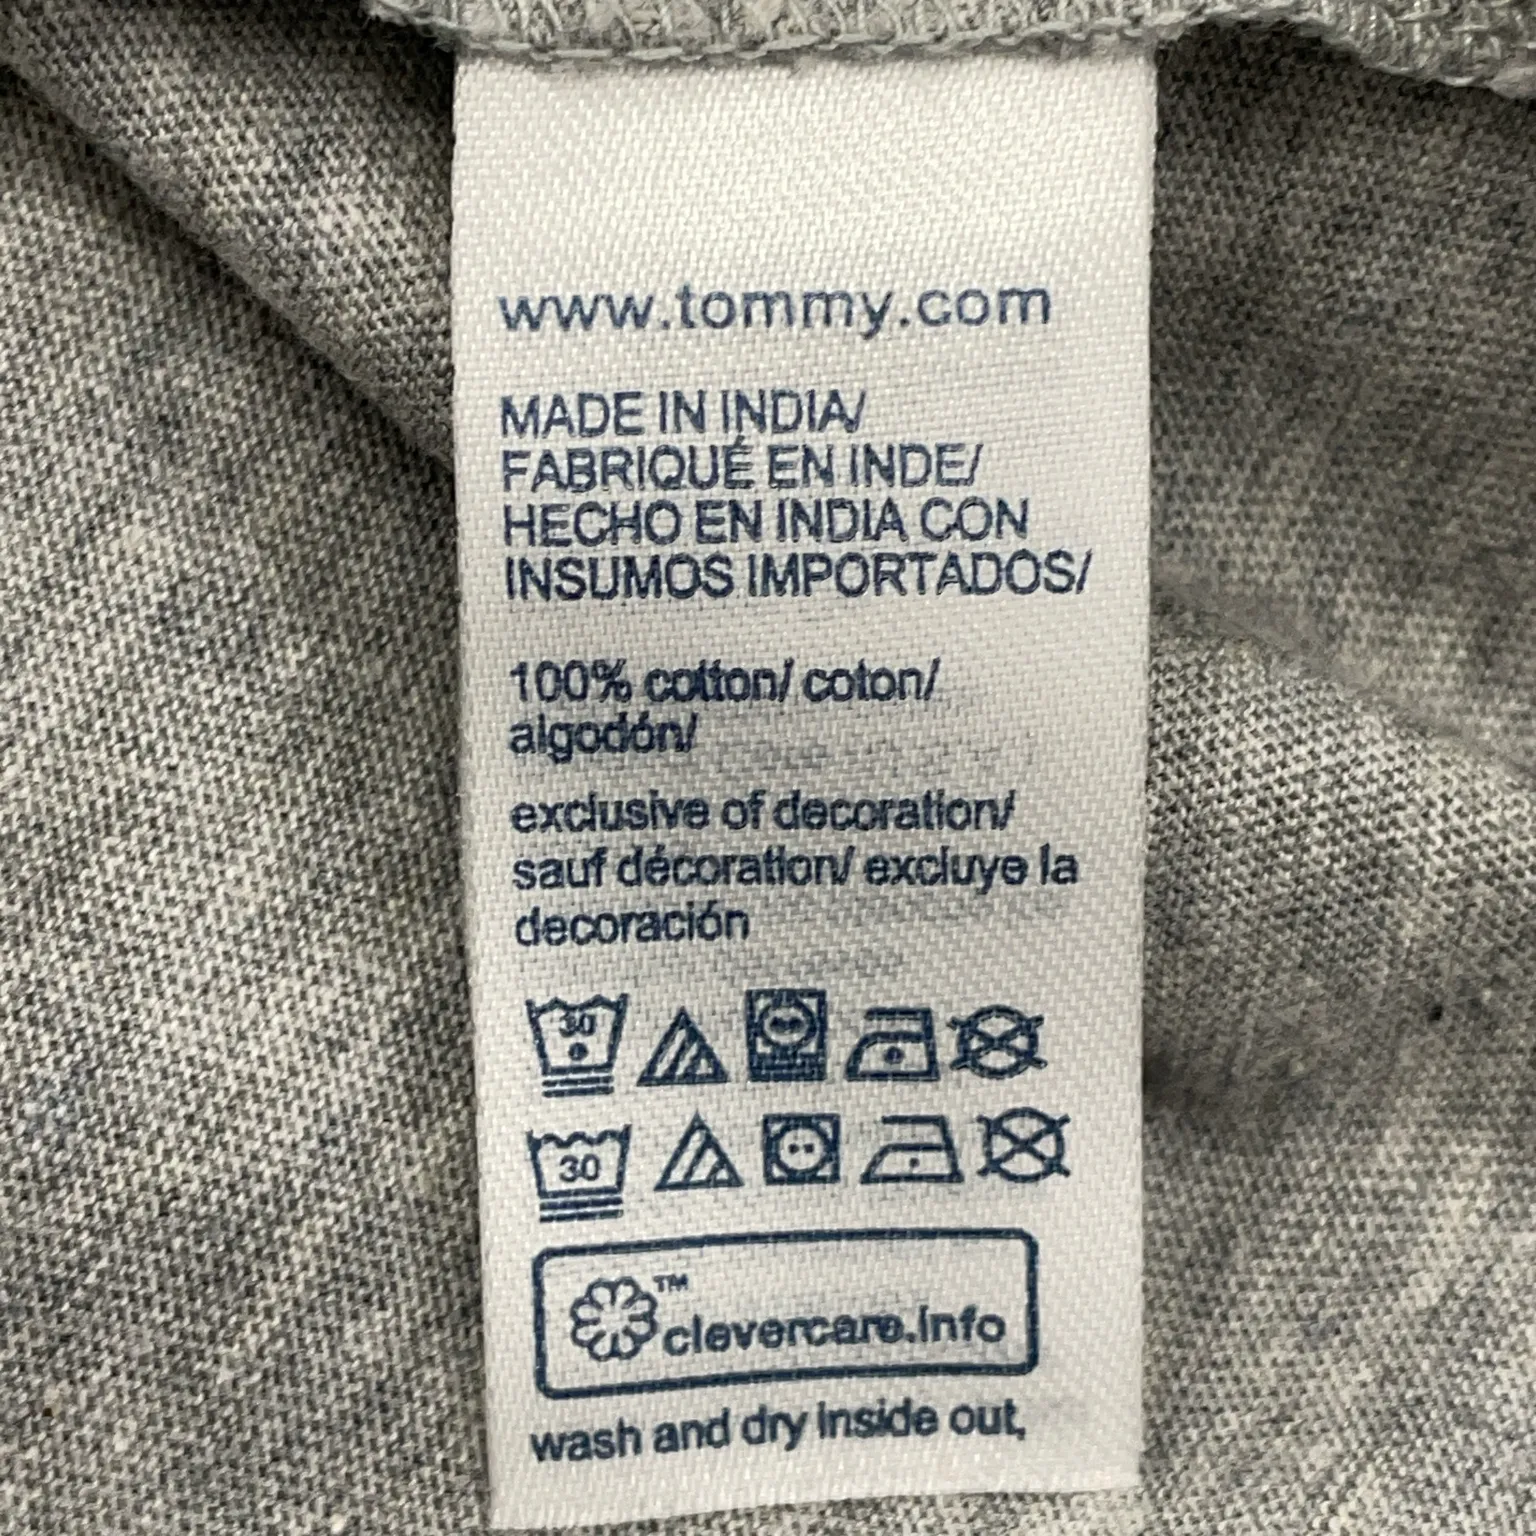 www.tommy.com
MADE IN INDIA/
FABRIQUÉ EN INDE/
HECHO EN INDIA CON
INSUMOS IMPORTADOS/
100% cotton/ coton/
algodón/
exclusive of decoration/
sauf décoration/ excluye la
decoración
30
30
™
clevercare.info
wash and dry inside out,